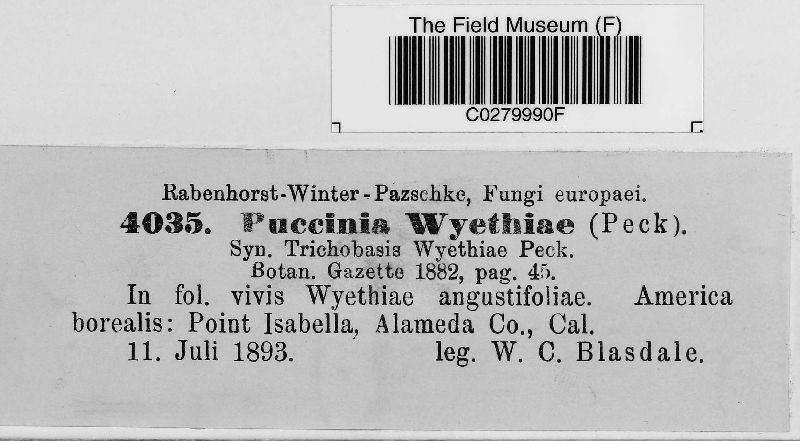 The Field Museum (F)
C0279990F
Rabenhorst-Winter-Pazschke, Fungi europaei.
4035. Puccinia Wyethiae (Peck).
Syn. Trichobasis Wyethiae Peck.
Botan. Gazette 1882, pag. 45.
In fol. vivis Wyethiae angustifoliae. America
borealis: Point Isabella, Alameda Co., Cal.
11. Juli 1893. leg. W. C. Blasdale.